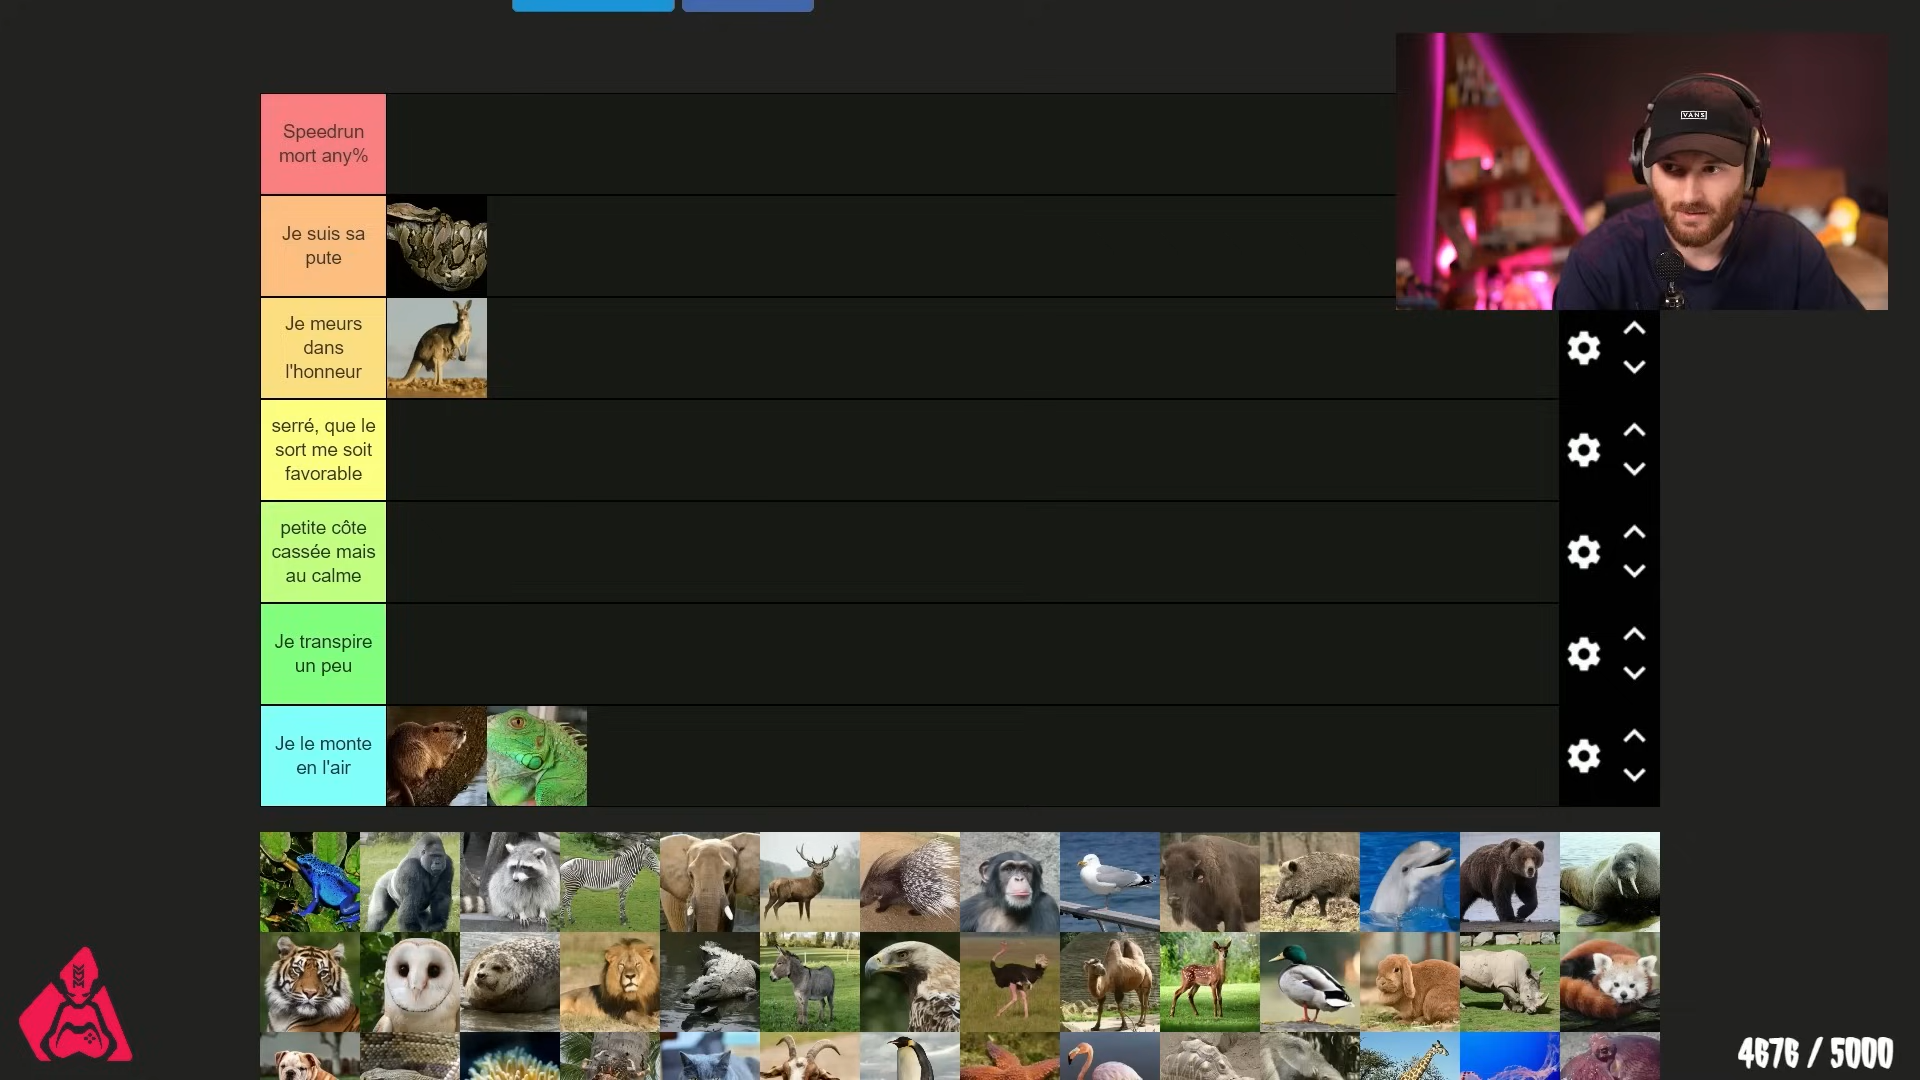 VANS
Speedrun
mort any%
Je suis sa
pute
Je meurs
dans
l'honneur
serré, que le
sort me soit
favorable
petite côte
cassée mais
au calme
Je transpire
un peu
Je le monte
en l'air
4676 / 5000